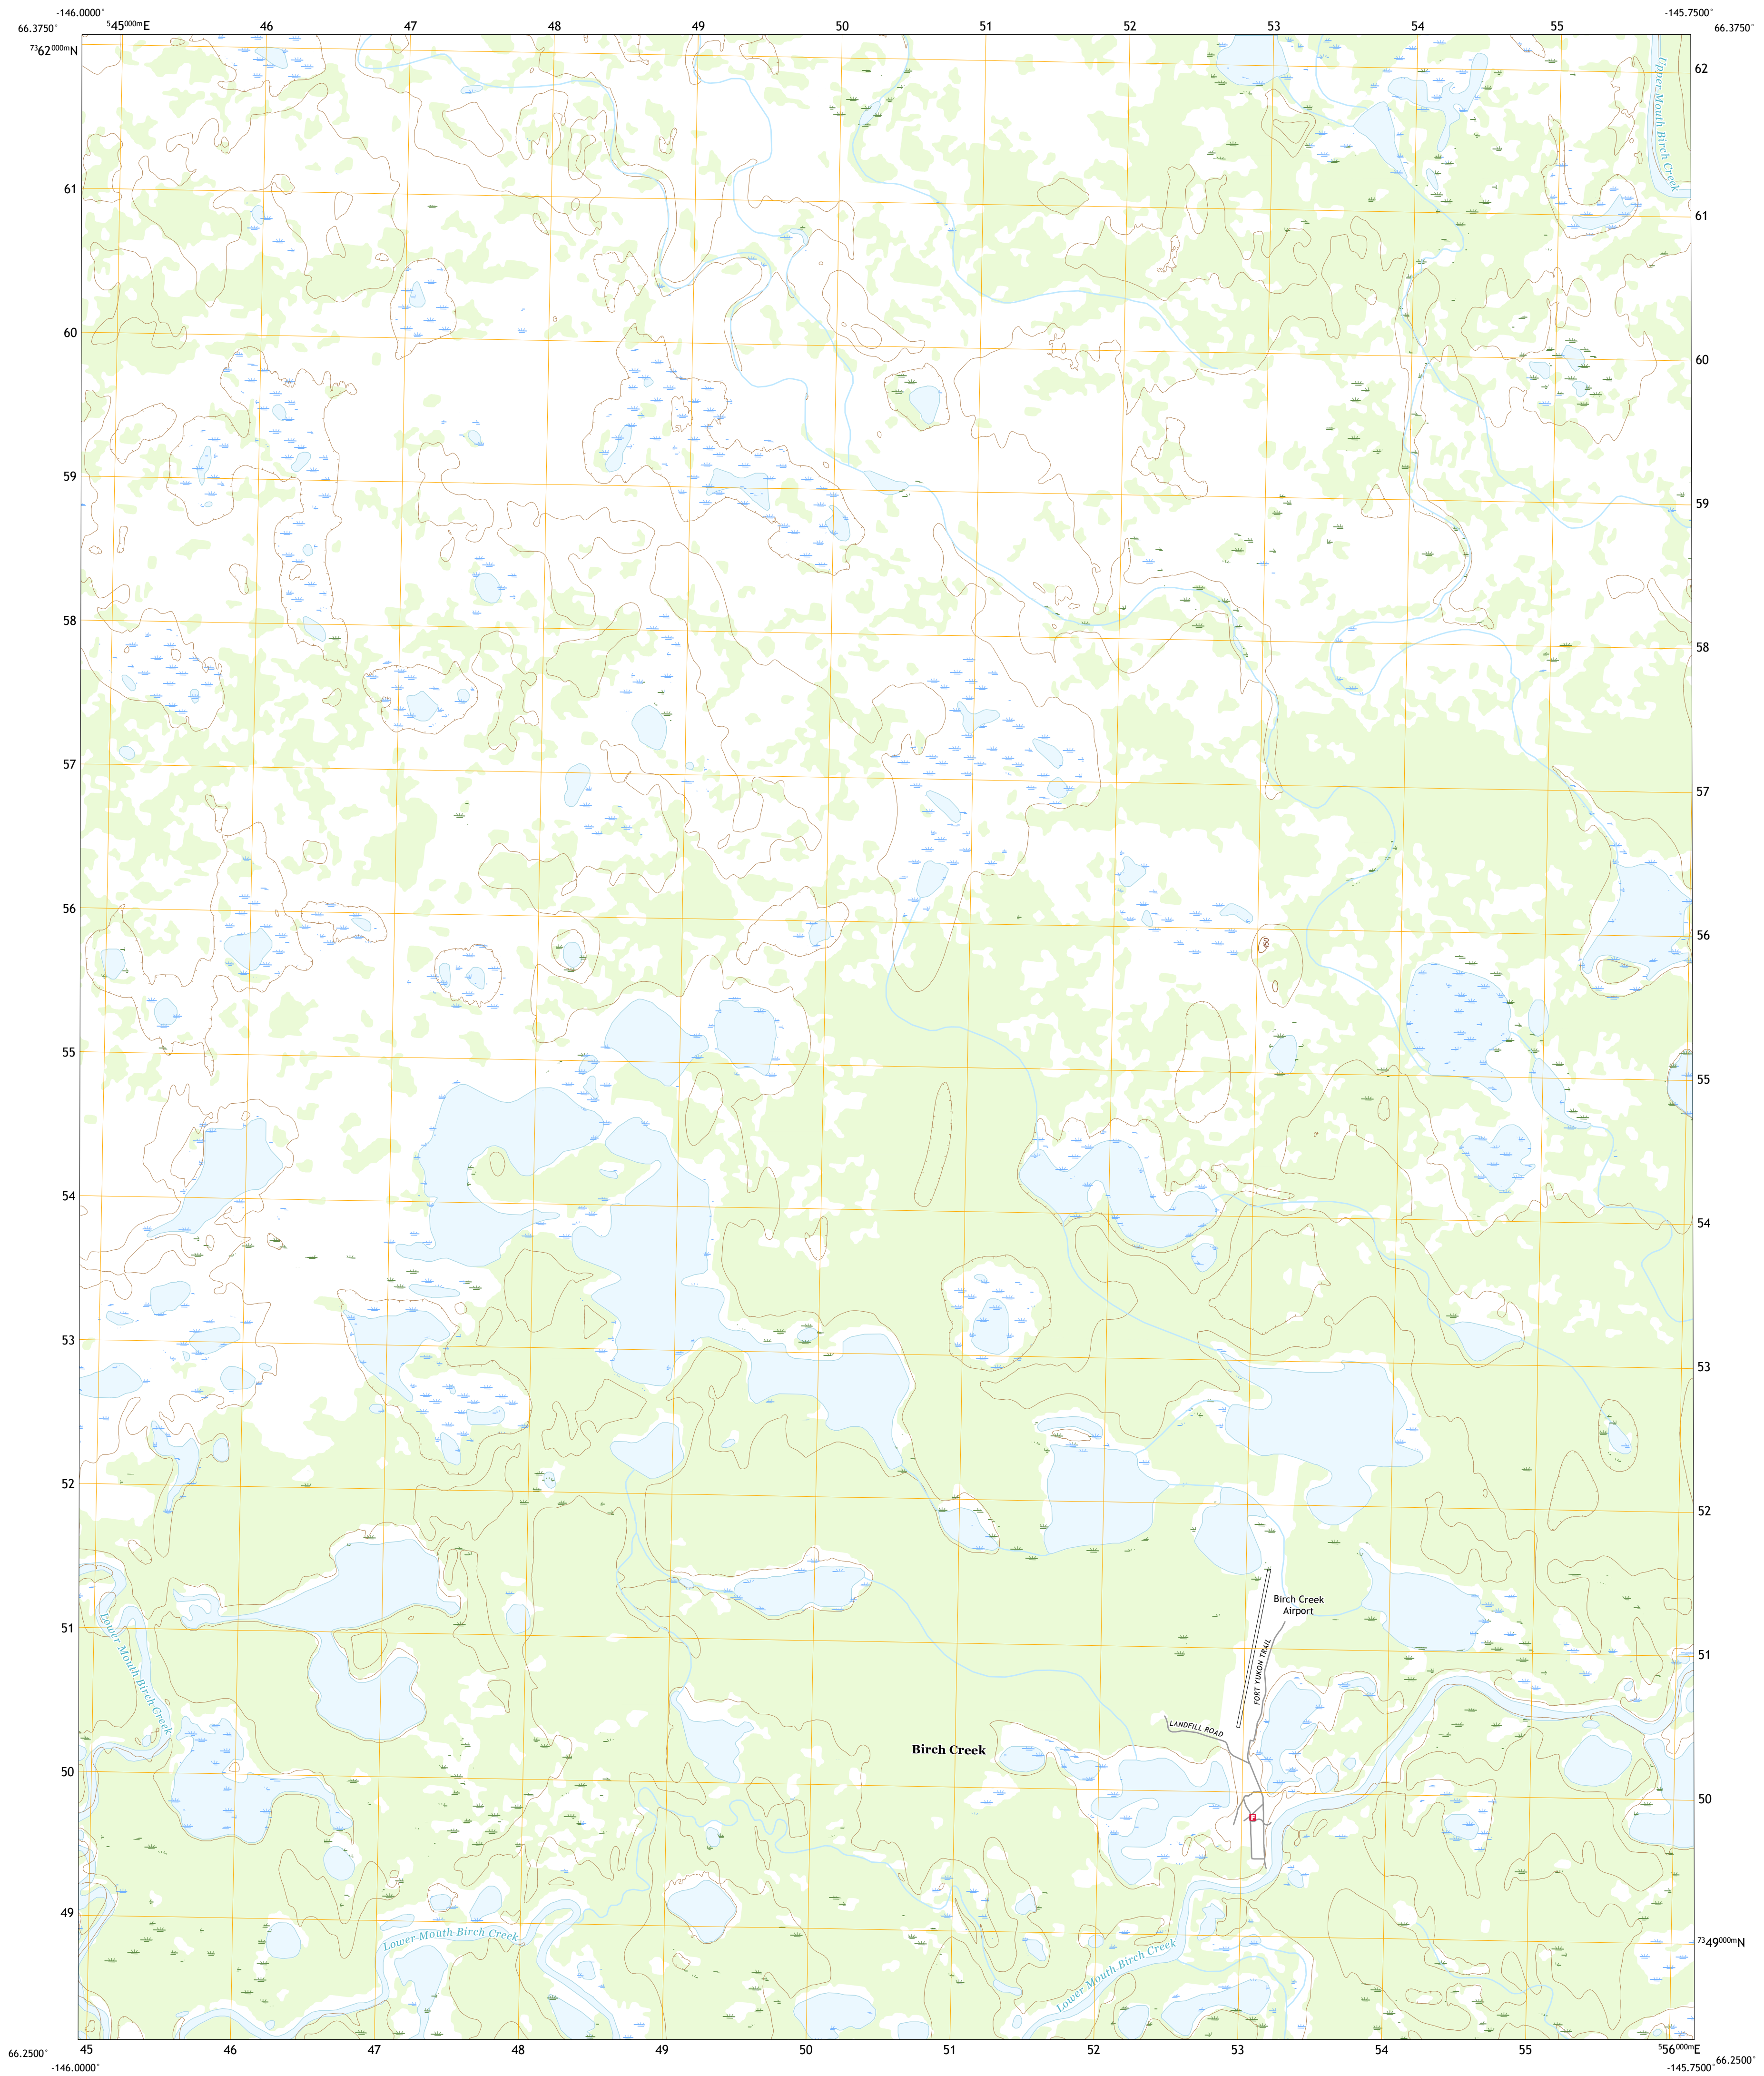 -146.0000°
-145.7500°
66.3750°
545000mE 46 47 48 49 50 51 52 53 54 55
66.3750°
7362000mN
62
Upper Mouth Birch Creek
61
61
60
60
59
59
58
58
57
57
56
56
55
55
54
54
53
53
52
52
Birch Creek
Airport
51
51
Lower Mouth Birch Creek
FORT YUKON TRAIL
LANDFILL ROAD
Birch Creek
50
50
49
Lower Mouth Birch Creek
Lower Mouth Birch Creek
7349000mN
66.2500°
45 46 47 48 49 50 51 52 53 54 55 556000mE
66.2500°
-146.0000°
-145.7500°